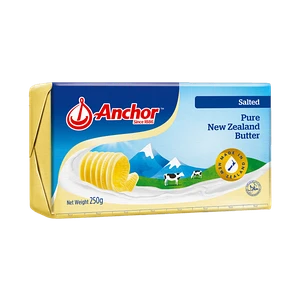 Salted
Anchor
Since 1886
Pure
New Zealand
Butter
Net Weight 250g